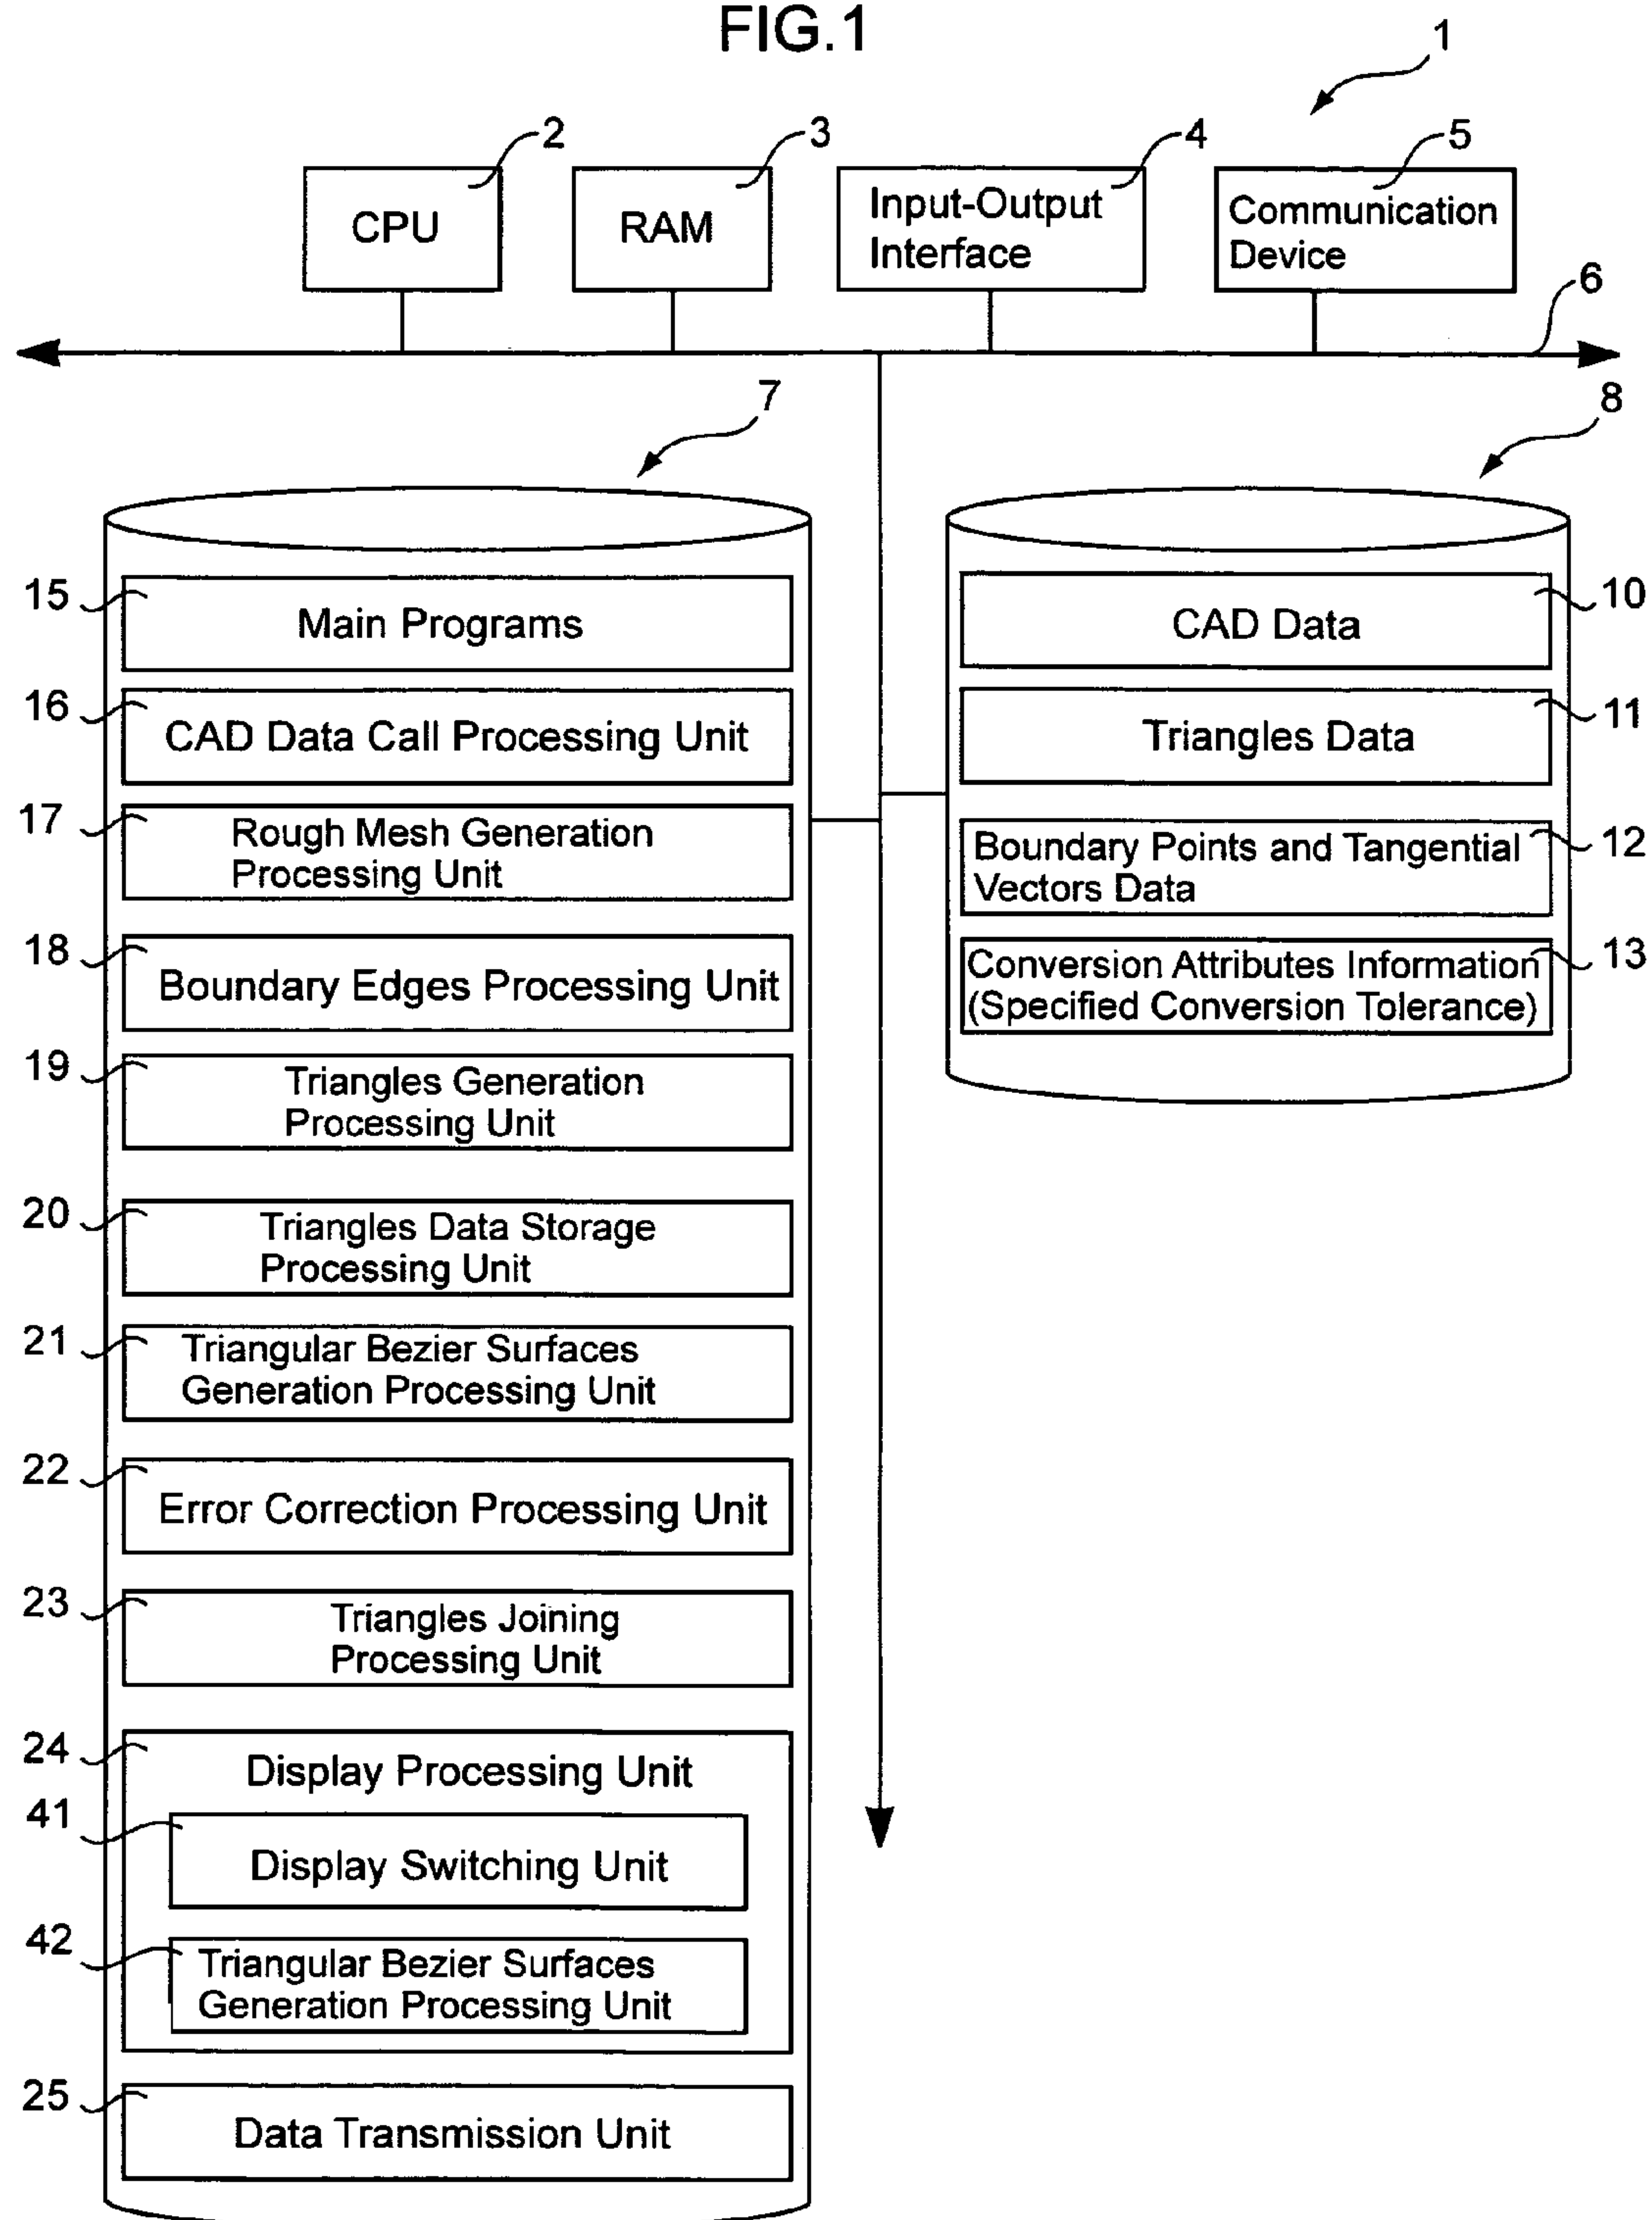 FIG.1
1
2
3
4
5
CPU
RAM
Input-Output
Interface
Communication
Device
6
7
8
15
Main Programs
16
CAD Data Call Processing Unit
17
Rough Mesh Generation
Processing Unit
18
Boundary Edges Processing Unit
19
Triangles Generation
Processing Unit
20
Triangles Data Storage
Processing Unit
21
Triangular Bezier Surfaces
Generation Processing Unit
22
Error Correction Processing Unit
23
Triangles Joining
Processing Unit
24
Display Processing Unit
41
Display Switching Unit
42
Triangular Bezier Surfaces
Generation Processing Unit
25
Data Transmission Unit
10
CAD Data
11
Triangles Data
12
Boundary Points and Tangential
Vectors Data
13
Conversion Attributes Information
(Specified Conversion Tolerance)